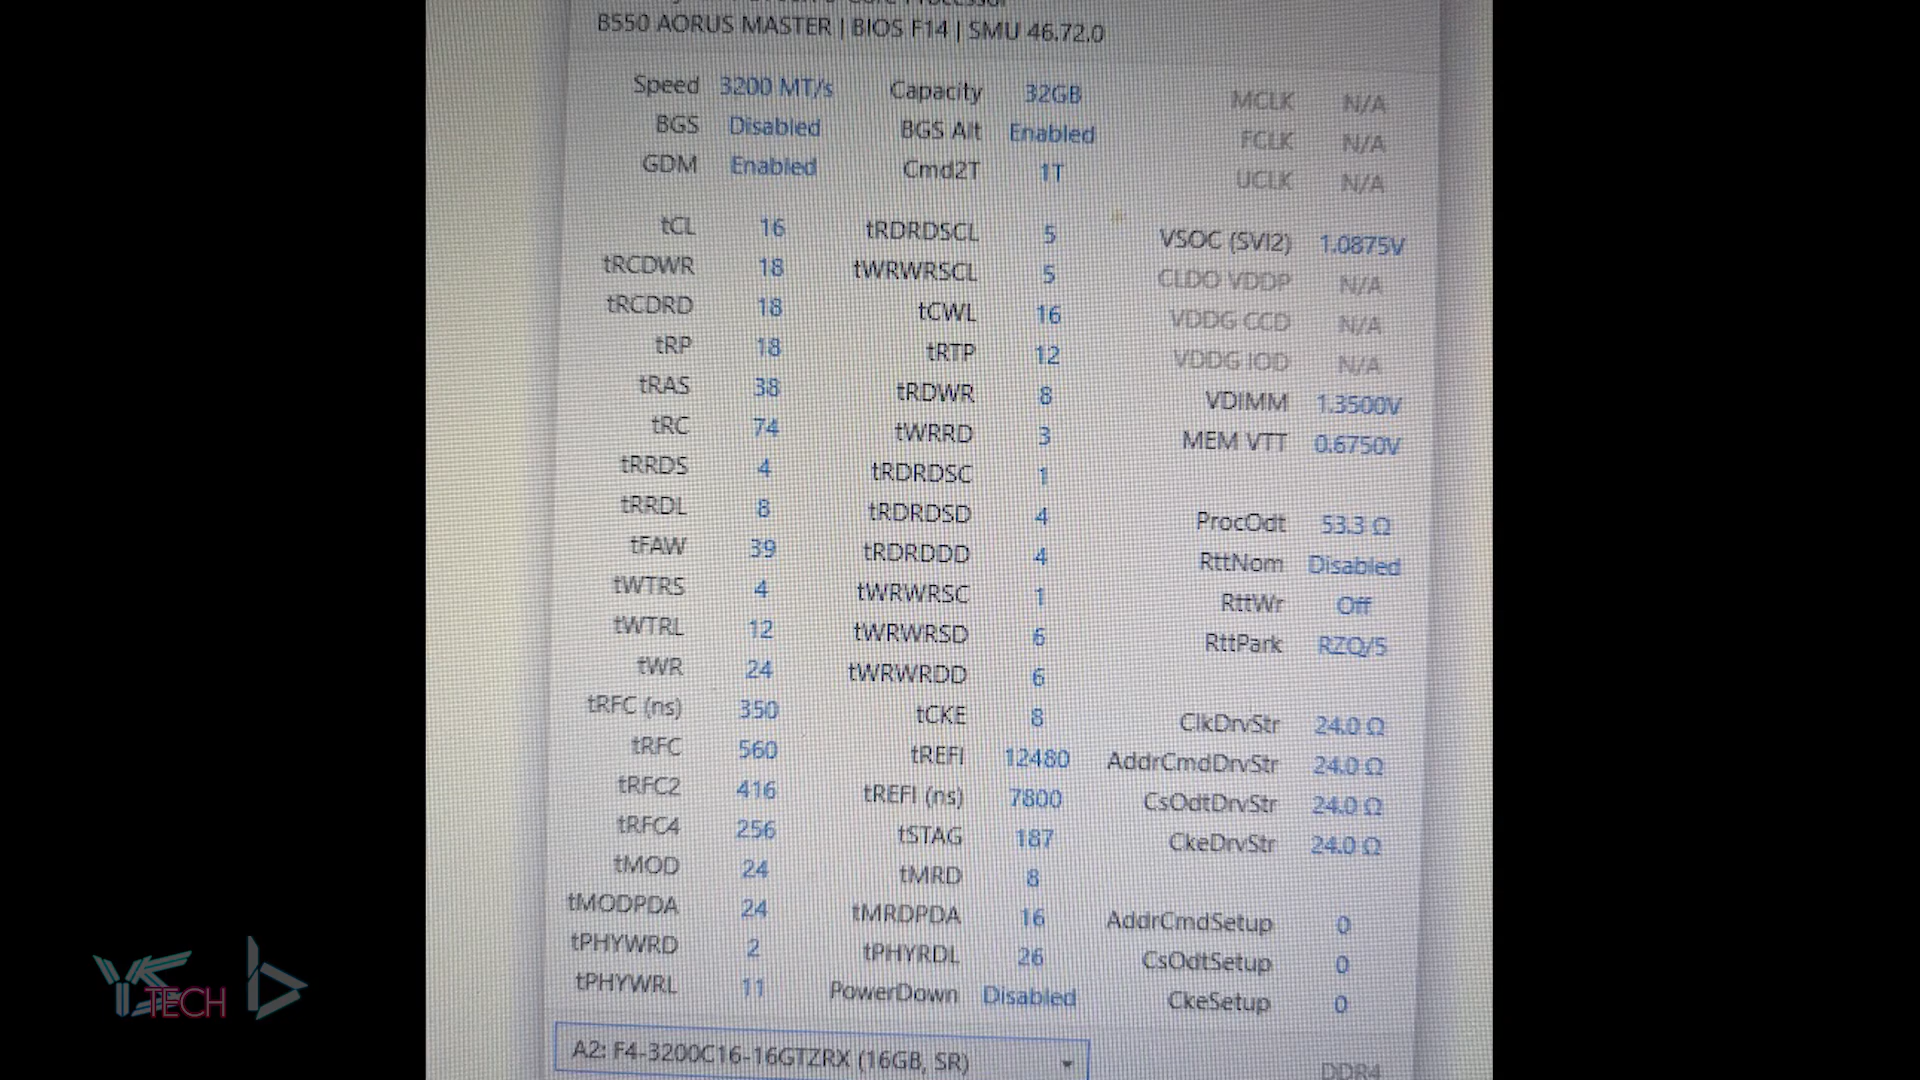 B550 AORUS MASTER | BIOS F14 | SMU 46.72.0
Speed 3200 MT/s Capacity 32GB MCLK N/A
BGS Disabled BGS Alt Enabled FCLK N/A
GDM Enabled Cmd2T 1T UCLK N/A
tCL 16 tRDRDSCL 5 VSOC (SVI2) 1.0875V
tRCDWR 18 tWRWRSCL 5 CLDO VDDP N/A
tRCDRD 18 tCWL 16 VDDG CCD N/A
tRP 18 tRTP 12 VDDG IOD N/A
tRAS 38 tRDWR 8 VDIMM 1.3500V
tRC 74 tWRRD 3 MEM VTT 0.6750V
tRRDS 4 tRDRDSC 1
tRRDL 8 tRDRDSD 4 ProcOdt 53.3 Ω
tFAW 39 tRDRDDD 4 RttNom Disabled
tWTRS 4 tWRWRSC 1 RttWr Off
tWTRL 12 tWRWRSD 6 RttPark RZQ/5
tWR 24 tWRWRDD 6
tRFC (ns) 350 tCKE 8 ClkDrvStr 24.0 Ω
tRFC 560 tREFI 12480 AddrCmdDrvStr 24.0 Ω
tRFC2 416 tREFI (ns) 7800 CsOdtDrvStr 24.0 Ω
tRFC4 256 tSTAG 187 CkeDrvStr 24.0 Ω
tMOD 24 tMRD 8
tMODPDA 24 tMRDPDA 16 AddrCmdSetup 0
tPHYWRD 2 tPHYRDL 26 CsOdtSetup 0
tPHYWRL 11 PowerDown Disabled CkeSetup 0
A2: F4-3200C16-16GTZRX (16GB, SR)
DDR4
TECH